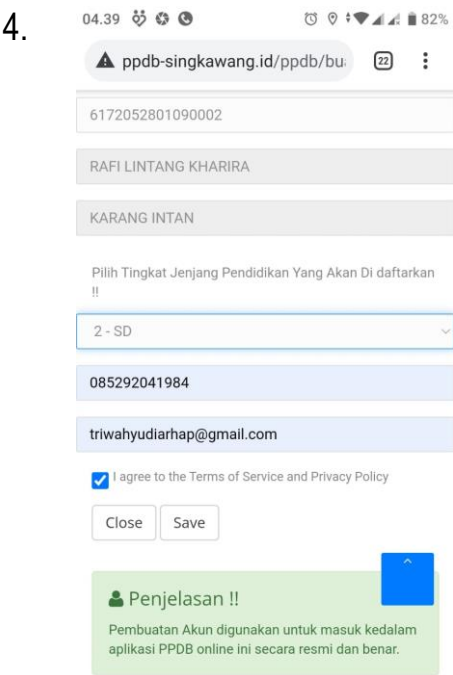 4.
04.39
82%
ppdb-singkawang.id/ppdb/bu
22
6172052801090002
RAFI LINTANG KHARIRA
KARANG INTAN
Pilih Tingkat Jenjang Pendidikan Yang Akan Di daftarkan
!!
2 - SD
085292041984
triwahyudiarhap@gmail.com
I agree to the Terms of Service and Privacy Policy
Close Save
Penjelasan !!
Pembuatan Akun digunakan untuk masuk kedalam
aplikasi PPDB online ini secara resmi dan benar.